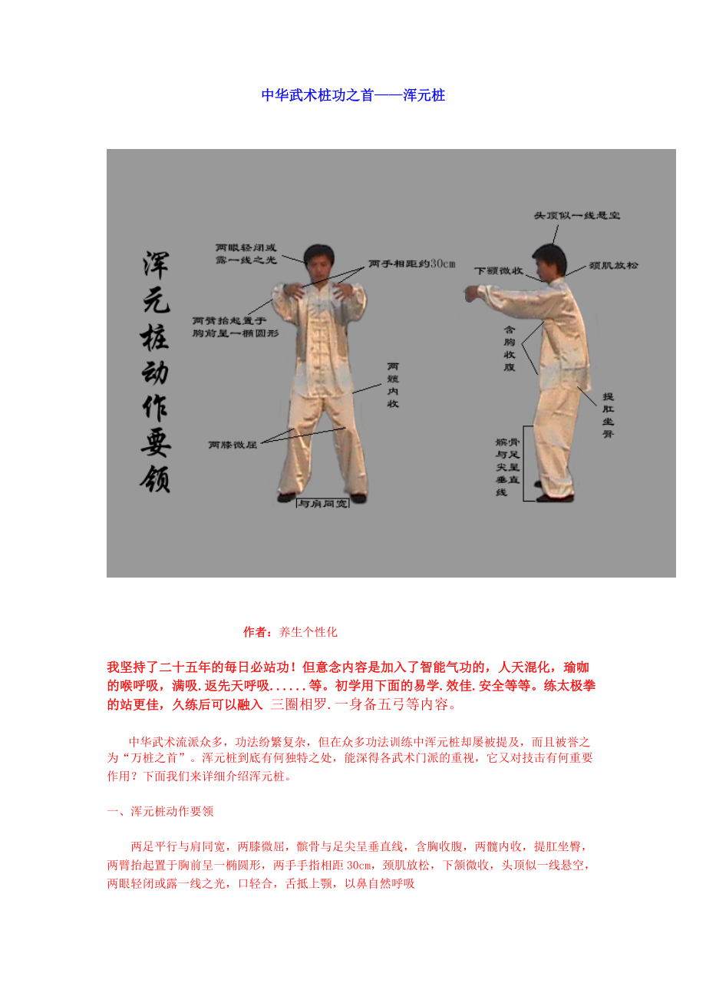 中华武术桩功之首——浑元桩
浑元桩动作要领
两眼轻闭或
露一线之光
两手相距约30cm
两臂抬起置于
胸前呈一椭圆形
两髋内收
两膝微屈
与肩同宽
头顶似一线悬空
下颚微收
颈肌放松
含胸收腹
提肛坐臀
髌骨
与足
尖呈
垂直
线
作者：养生个性化
我坚持了二十五年的每日必站功！但意念内容是加入了智能气功的，人天混化，瑜咖
的喉呼吸，满吸.返先天呼吸......等。初学用下面的易学.效佳.安全等等。练太极拳
的站更佳，久练后可以融入 三圈相罗.一身备五弓等内容。
中华武术流派众多，功法纷繁复杂，但在众多功法训练中浑元桩却屡被提及，而且被誉之
为“万桩之首”。浑元桩到底有何独特之处，能深得各武术门派的重视，它又对技击有何重要
作用？下面我们来详细介绍浑元桩。
一、浑元桩动作要领
两足平行与肩同宽，两膝微屈，髌骨与足尖呈垂直线，含胸收腹，两髋内收，提肛坐臀，
两臂抬起置于胸前呈一椭圆形，两手手指相距 30cm，颈肌放松，下颔微收，头顶似一线悬空，
两眼轻闭或露一线之光，口轻合，舌抵上颚，以鼻自然呼吸